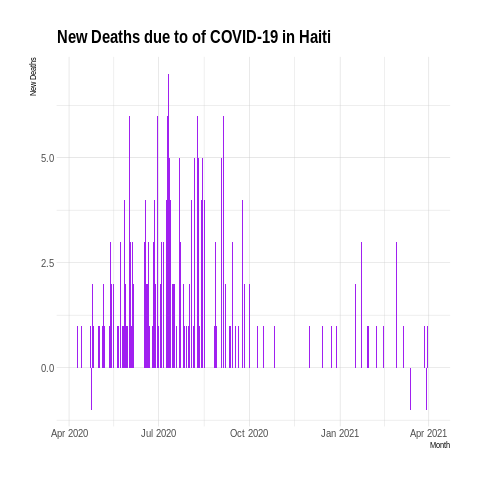 New Deaths due to of COVID-19 in Haiti
New Deaths
5.0
2.5
0.0
Apr 2020 Jul 2020 Oct 2020 Jan 2021 Apr 2021
Month